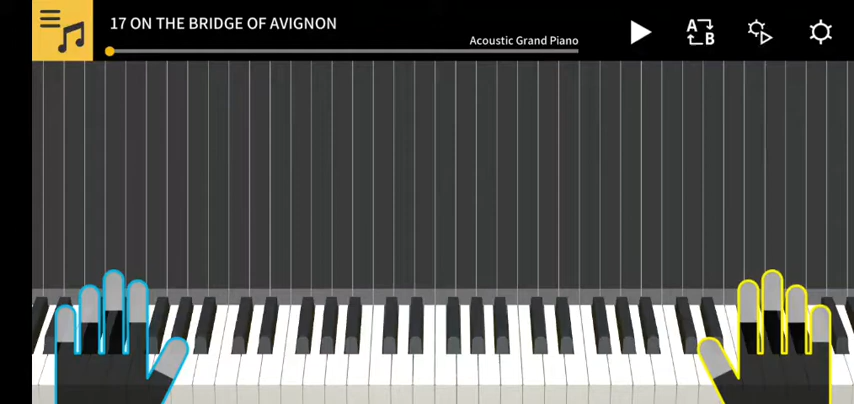 17 ON THE BRIDGE OF AVIGNON
Acoustic Grand Piano
A
B